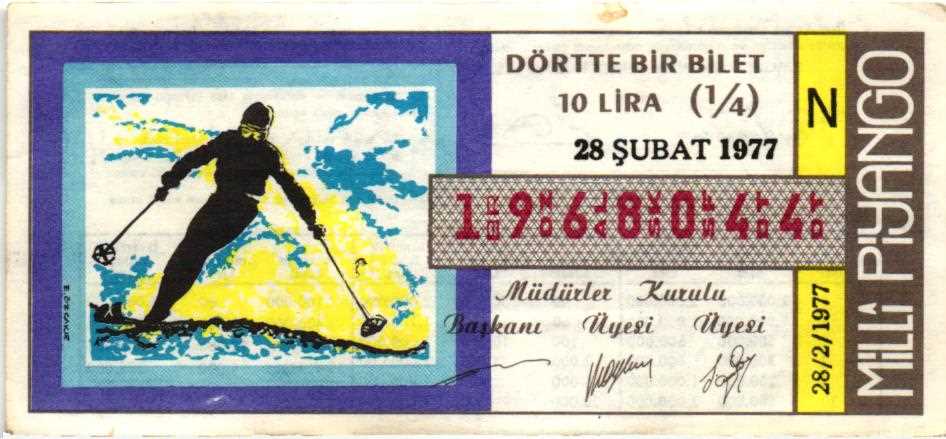 DÖRTTE BİR BİLET
10 LİRA (1/4)
28 ŞUBAT 1977
1 9 6 8 0 4 4
Müdürler Kurulu
Başkanı Üyesi Üyesi
N
28/2/1977
MİLLİ PİYANGO